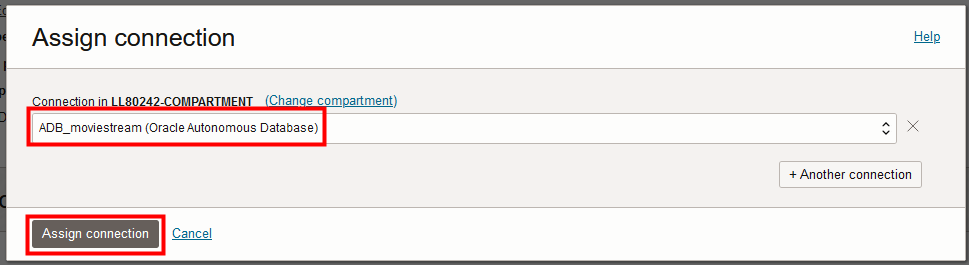 Assign connection
Help
Connection in LL80242-COMPARTMENT (Change compartment)
ADB_moviestream (Oracle Autonomous Database)
+ Another connection
Assign connection Cancel